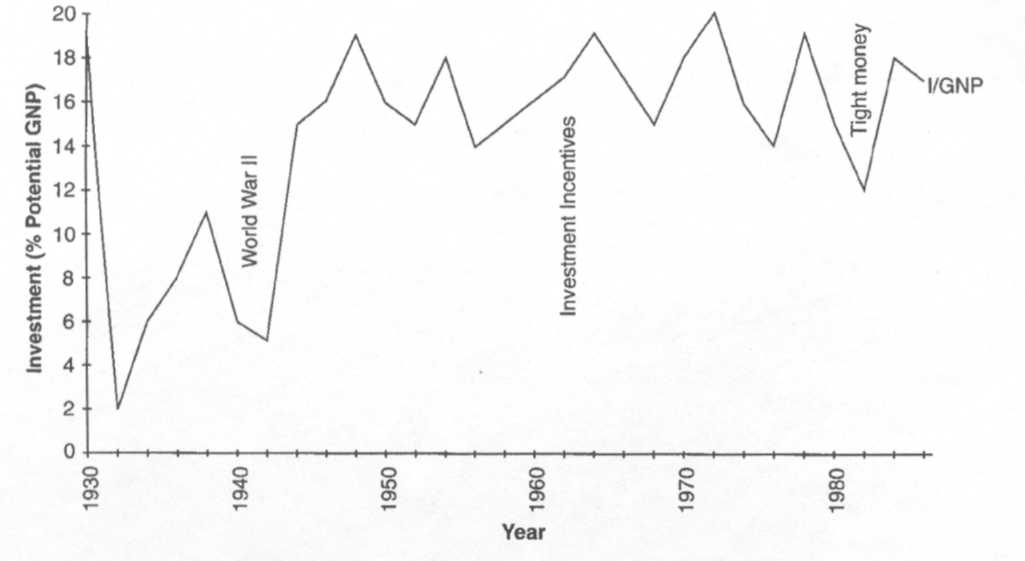 Investment (% Potential GNP)
20
18
16
14
12
10
8
6
4
2
0
World War II
Investment Incentives
Tight money
I/GNP
1930
1940
1950
1960
1970
1980
Year